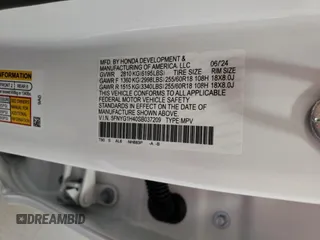 MFD. BY HONDA DEVELOPMENT & 06/24
MANUFACTURING OF AMERICA, LLC
GVWR 2810 KG(6195LBS) TIRE SIZE RIM SIZE
GAWR F 1360 KG(2998LBS) 255/60R18 108H 18X8.0J
GAWR R 1515 KG(3340LBS) 255/60R18 108H 18X8.0J
THIS VEHICLE CONFORMS TO ALL APPLICABLE
FEDERAL MOTOR VEHICLE SAFETY
STANDARDS IN EFFECT ON THE DATE OF
MANUFACTURE SHOWN ABOVE.
V.I.N.: 5FNYG1H40SB037209 TYPE:MPV
INFORMATION
DREAMBID